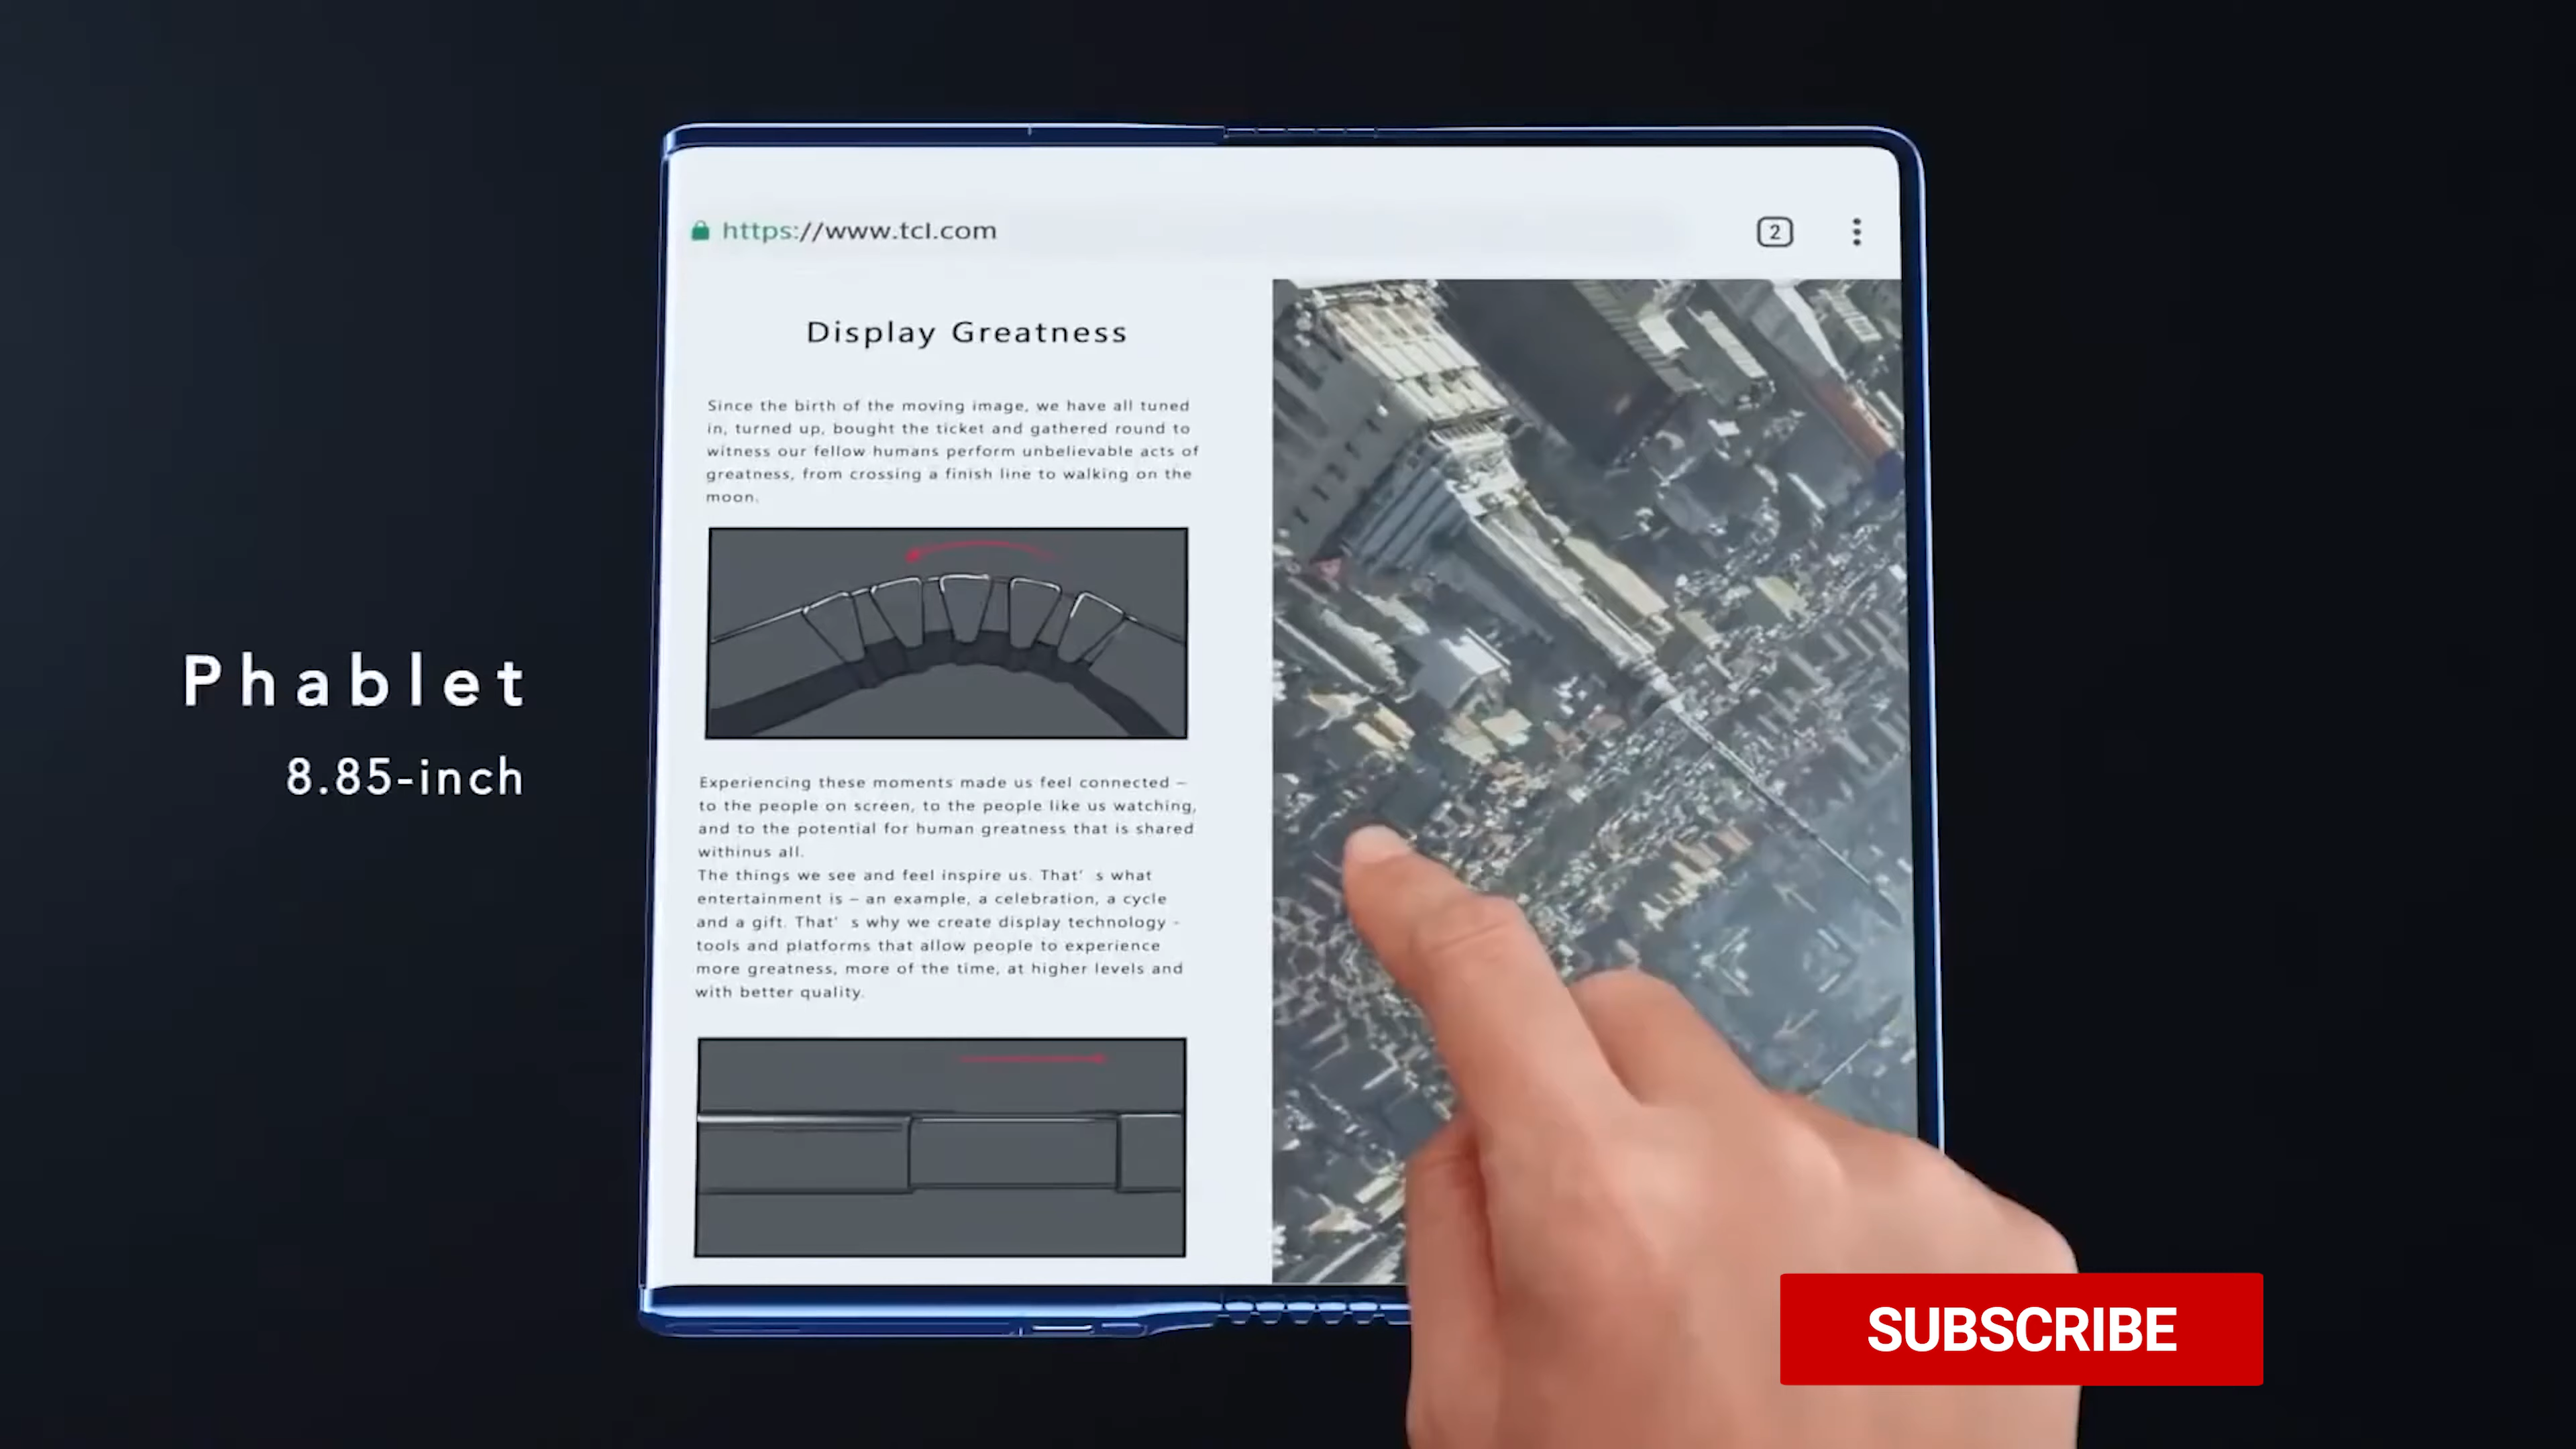 Phablet
8.85-inch
https://www.tcl.com
2
Display Greatness
Since the birth of the moving image, we have all tuned
in, turned up, bought the ticket and gathered round to
witness our fellow humans perform unbelievable acts of
greatness, from crossing a finish line to walking on the
moon.
Experiencing these moments made us feel connected –
to the people on screen, to the people like us watching,
and to the potential for human greatness that is shared
withinus all.
The things we see and feel inspire us. That’ s what
entertainment is – an example, a celebration, a cycle
and a gift. That’ s why we create display technology -
tools and platforms that allow people to experience
more greatness, more of the time, at higher levels and
with better quality.
SUBSCRIBE